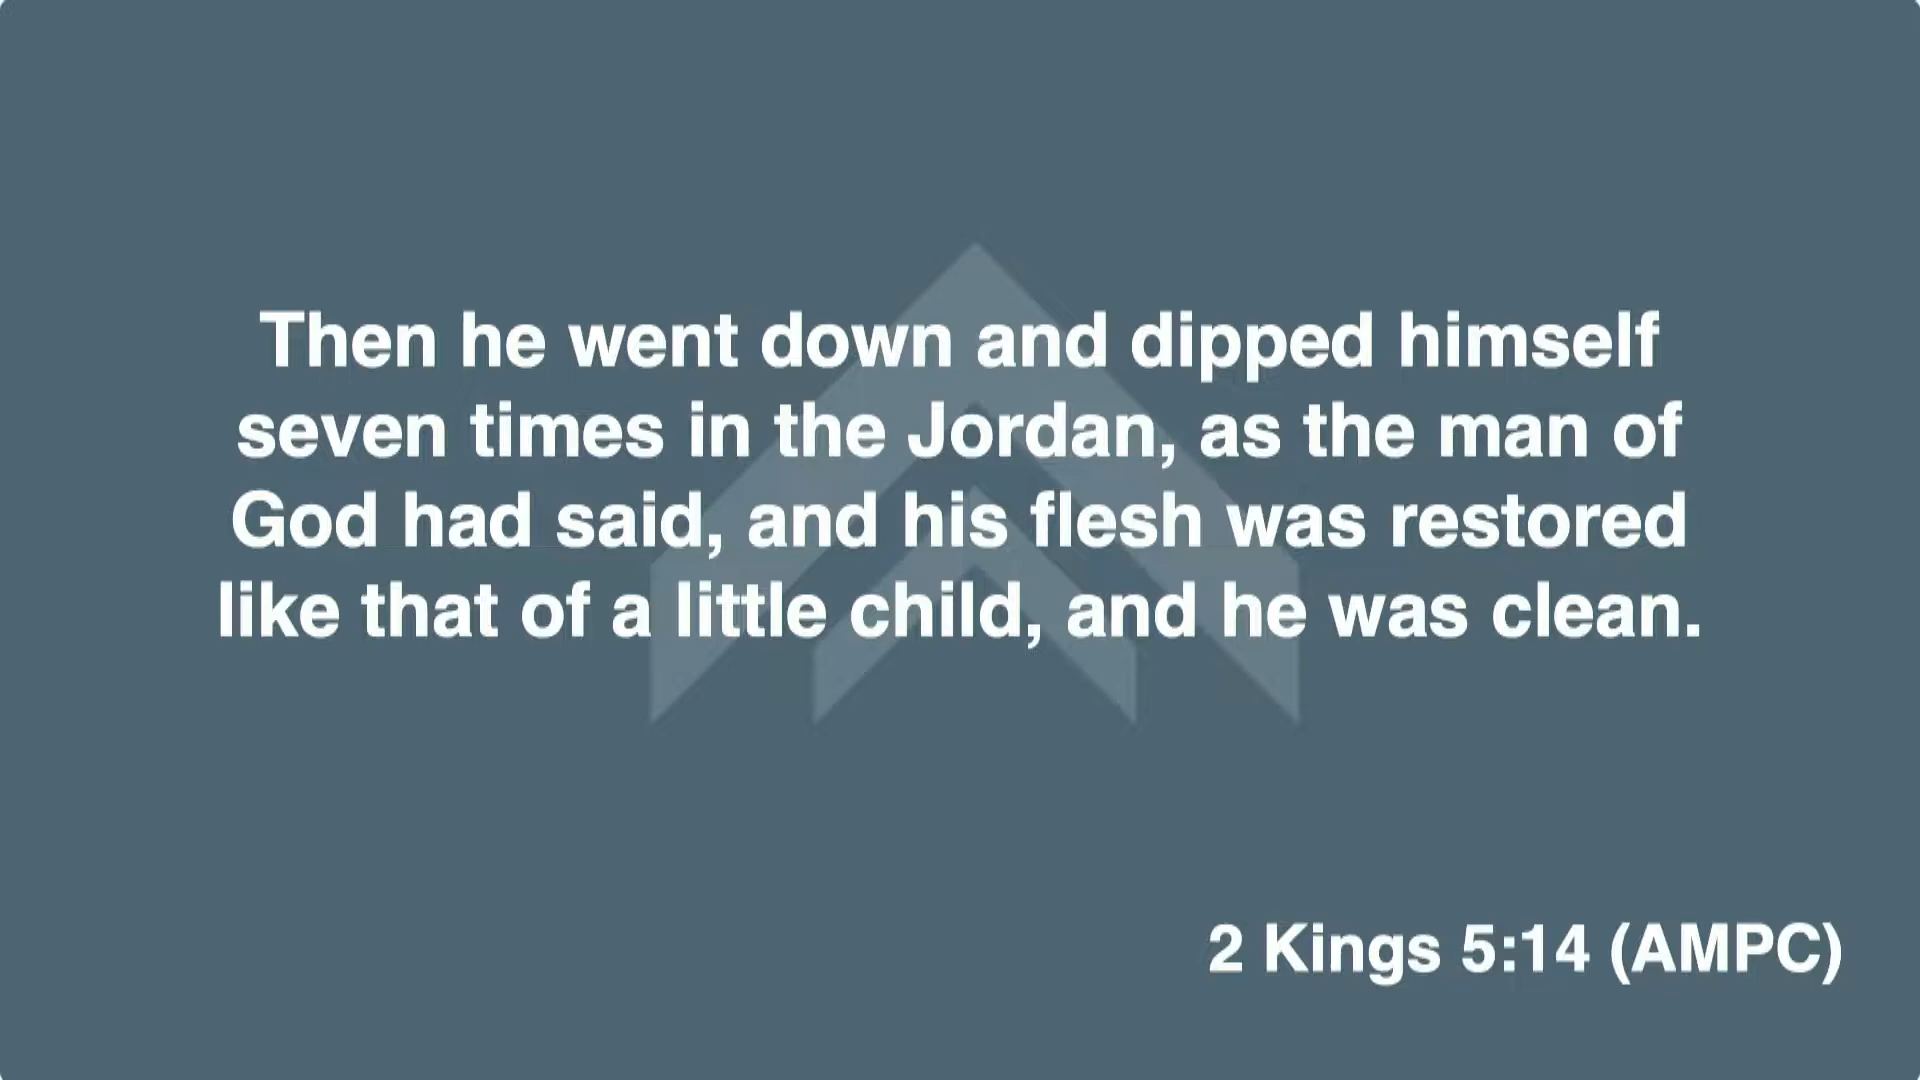 Then he went down and dipped himself
seven times in the Jordan, as the man of
God had said, and his flesh was restored
like that of a little child, and he was clean.
2 Kings 5:14 (AMPC)